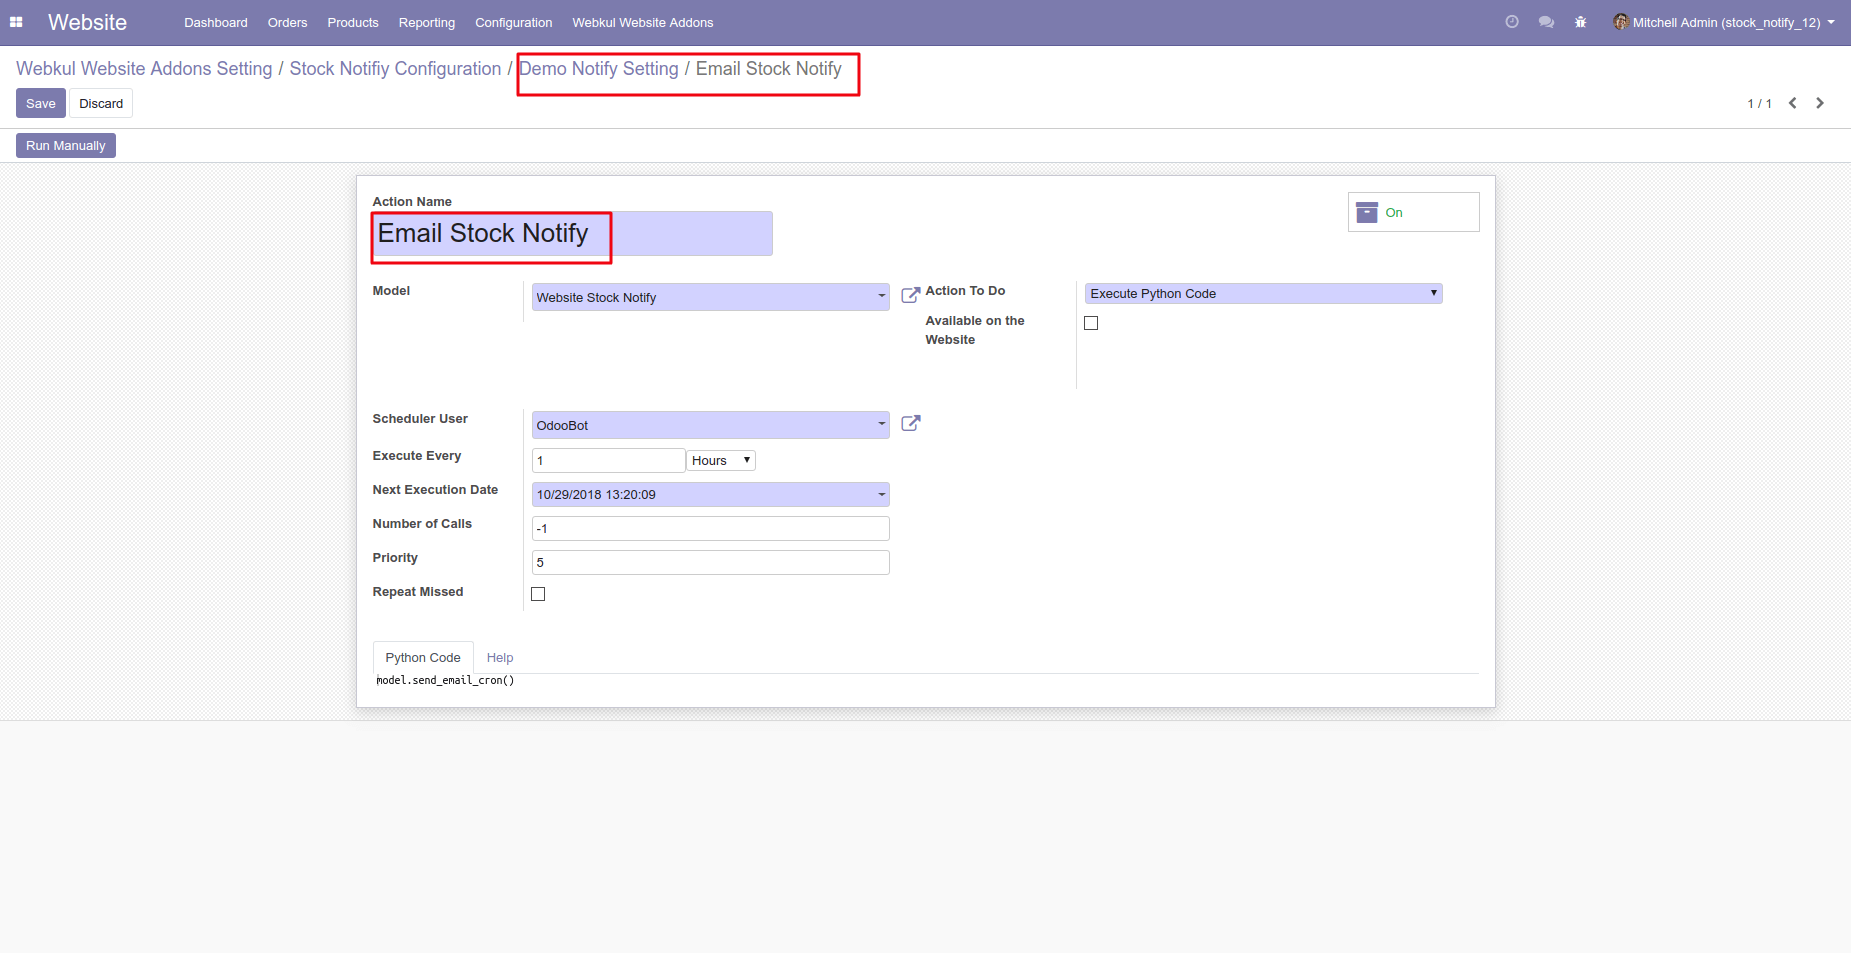 Website Dashboard Orders Products Reporting Configuration Webkul Website Addons Mitchell Admin (stock_notify_12)
Webkul Website Addons Setting / Stock Notifiy Configuration / Demo Notify Setting / Email Stock Notify
Save Discard 1 / 1
Run Manually
Action Name
On
Email Stock Notify
Model Website Stock Notify Action To Do Execute Python Code
Available on the
Website
Scheduler User OdooBot
Execute Every 1 Hours
Next Execution Date 10/29/2018 13:20:09
Number of Calls -1
Priority 5
Repeat Missed
Python Code Help
model.send_email_cron()